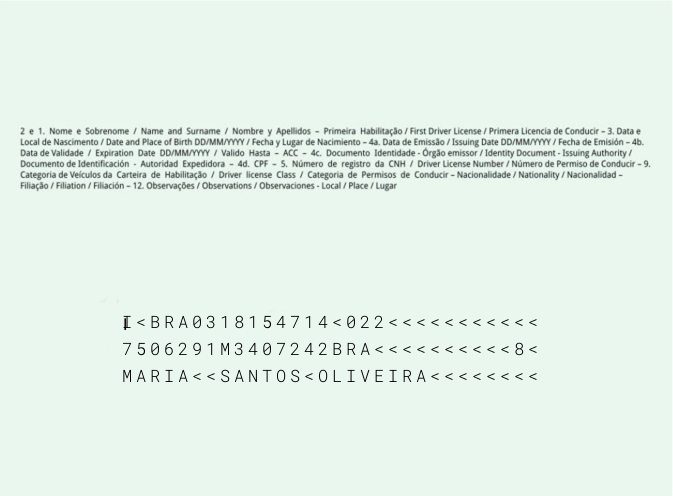 2 e 1. Nome e Sobrenome / Name and Surname / Nombre y Apellidos – Primeira Habilitação / First Driver License / Primera Licencia de Conducir – 3. Data e
Local de Nascimento / Date and Place of Birth DD/MM/YYYY / Fecha y Lugar de Nacimiento – 4a. Data de Emissão / Issuing Date DD/MM/YYYY / Fecha de Emisión – 4b.
Data de Validade / Expiration Date DD/MM/YYYY / Valido Hasta – ACC – 4c. Documento Identidade - Órgão emissor / Identity Document - Issuing Authority /
Documento de Identificación - Autoridad Expedidora – 4d. CPF – 5. Número de registro da CNH / Driver License Number / Número de Permiso de Conducir – 9.
Categoria de Veículos da Carteira de Habilitação / Driver license Class / Categoria de Permisos de Conducir – Nacionalidade / Nationality / Nacionalidad –
Filiação / Filiation / Filiación – 12. Observações / Observations / Observaciones - Local / Place / Lugar
I<BRA0318154714<022<<<<<<<<<<<
7506291M3407242BRA<<<<<<<<<<8<
MARIA<<SANTOS<OLIVEIRA<<<<<<<<